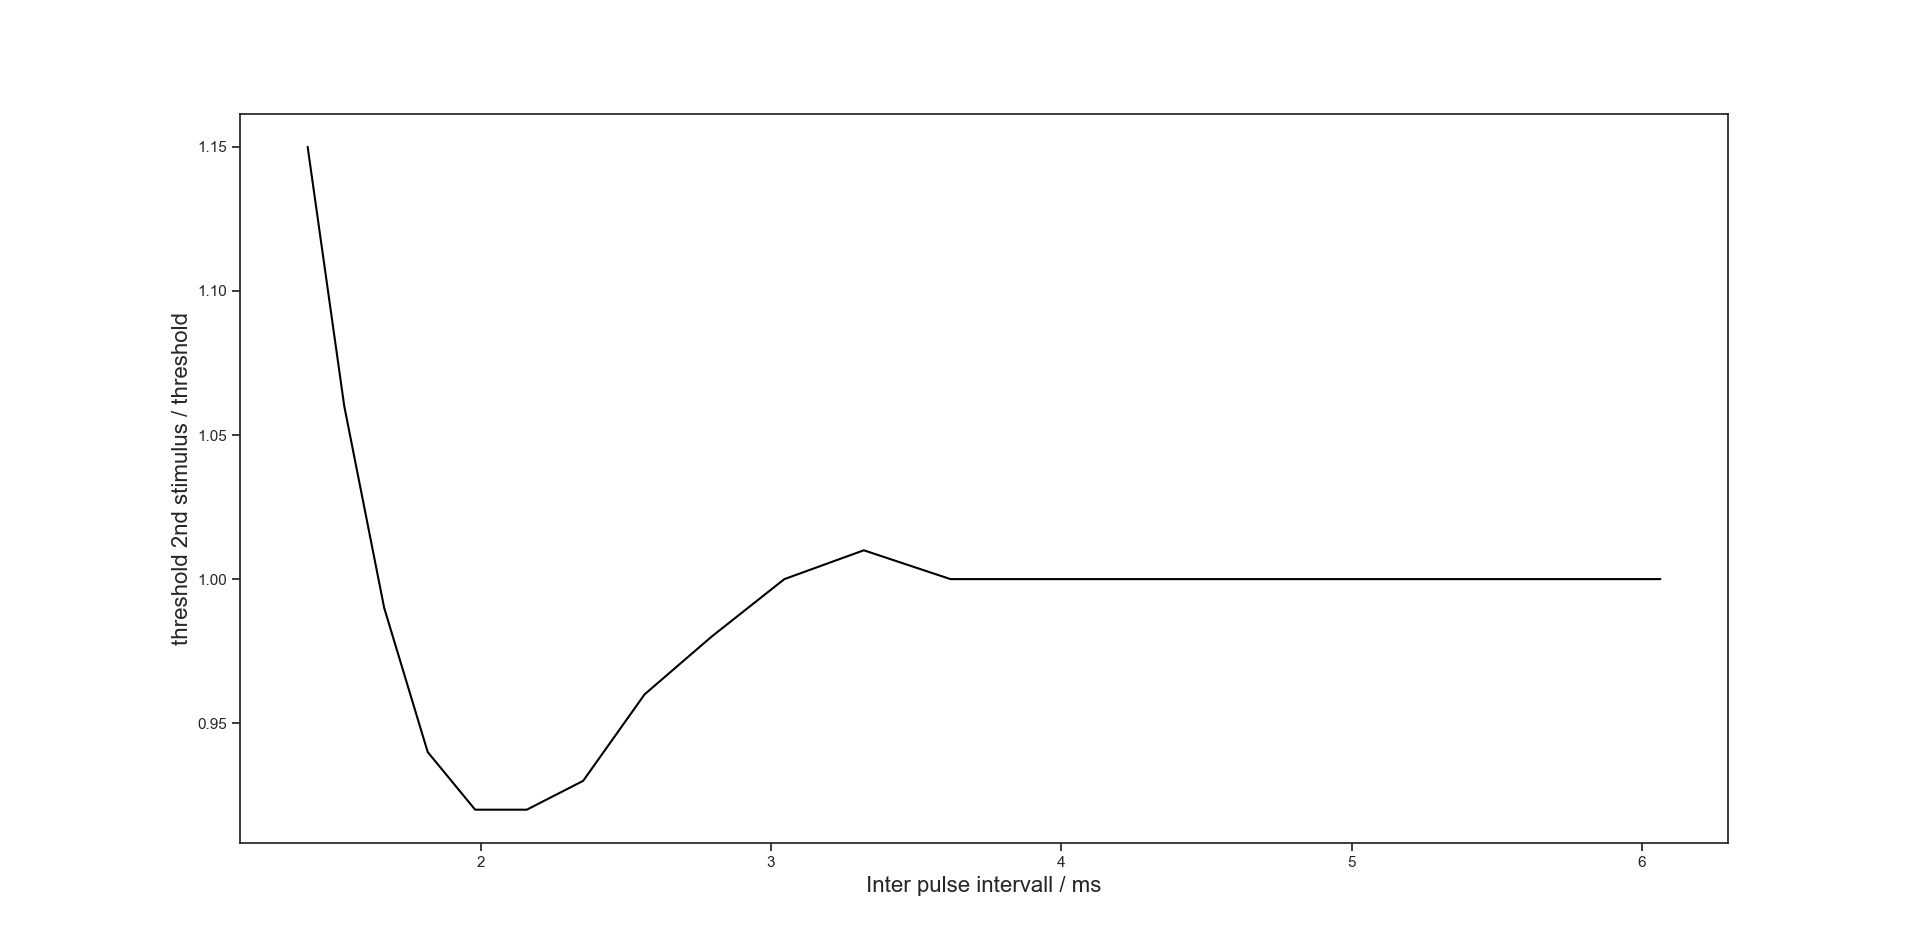 1.15
1.10
1.05
1.00
0.95
threshold 2nd stimulus / threshold
2 3 4 5 6
Inter pulse intervall / ms